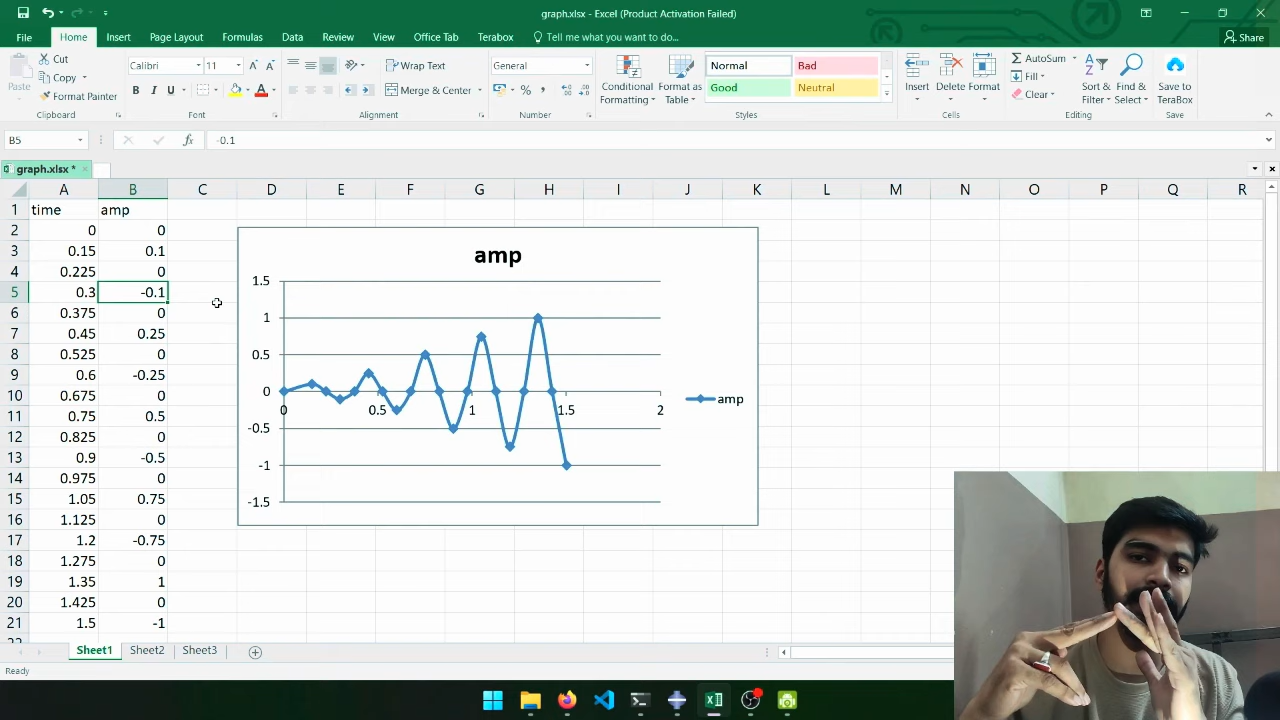 graph.xlsx - Excel (Product Activation Failed)
File Home Insert Page Layout Formulas Data Review View Office Tab Terabox Tell me what you want to do... Share
Paste
Cut
Copy
Format Painter
Clipboard
Calibri 11
B I U
Font
Wrap Text
Merge & Center
Alignment
General
%
Number
Conditional Formatting
Format as Table
Normal Bad
Good Neutral
Styles
Insert Delete Format
Cells
AutoSum
Fill
Clear
Sort & Filter
Find & Select
Editing
Save to TeraBox
Save
B5 fx -0.1
graph.xlsx *
A B C D E F G H I J K L M N O P Q R
1 time amp
2 0 0
3 0.15 0.1
4 0.225 0
5 0.3 -0.1
6 0.375 0
7 0.45 0.25
8 0.525 0
9 0.6 -0.25
10 0.675 0
11 0.75 0.5
12 0.825 0
13 0.9 -0.5
14 0.975 0
15 1.05 0.75
16 1.125 0
17 1.2 -0.75
18 1.275 0
19 1.35 1
20 1.425 0
21 1.5 -1
amp
1.5
1
0.5
0
-0.5
-1
-1.5
0 0.5 1 1.5 2
amp
Sheet1 Sheet2 Sheet3
Ready